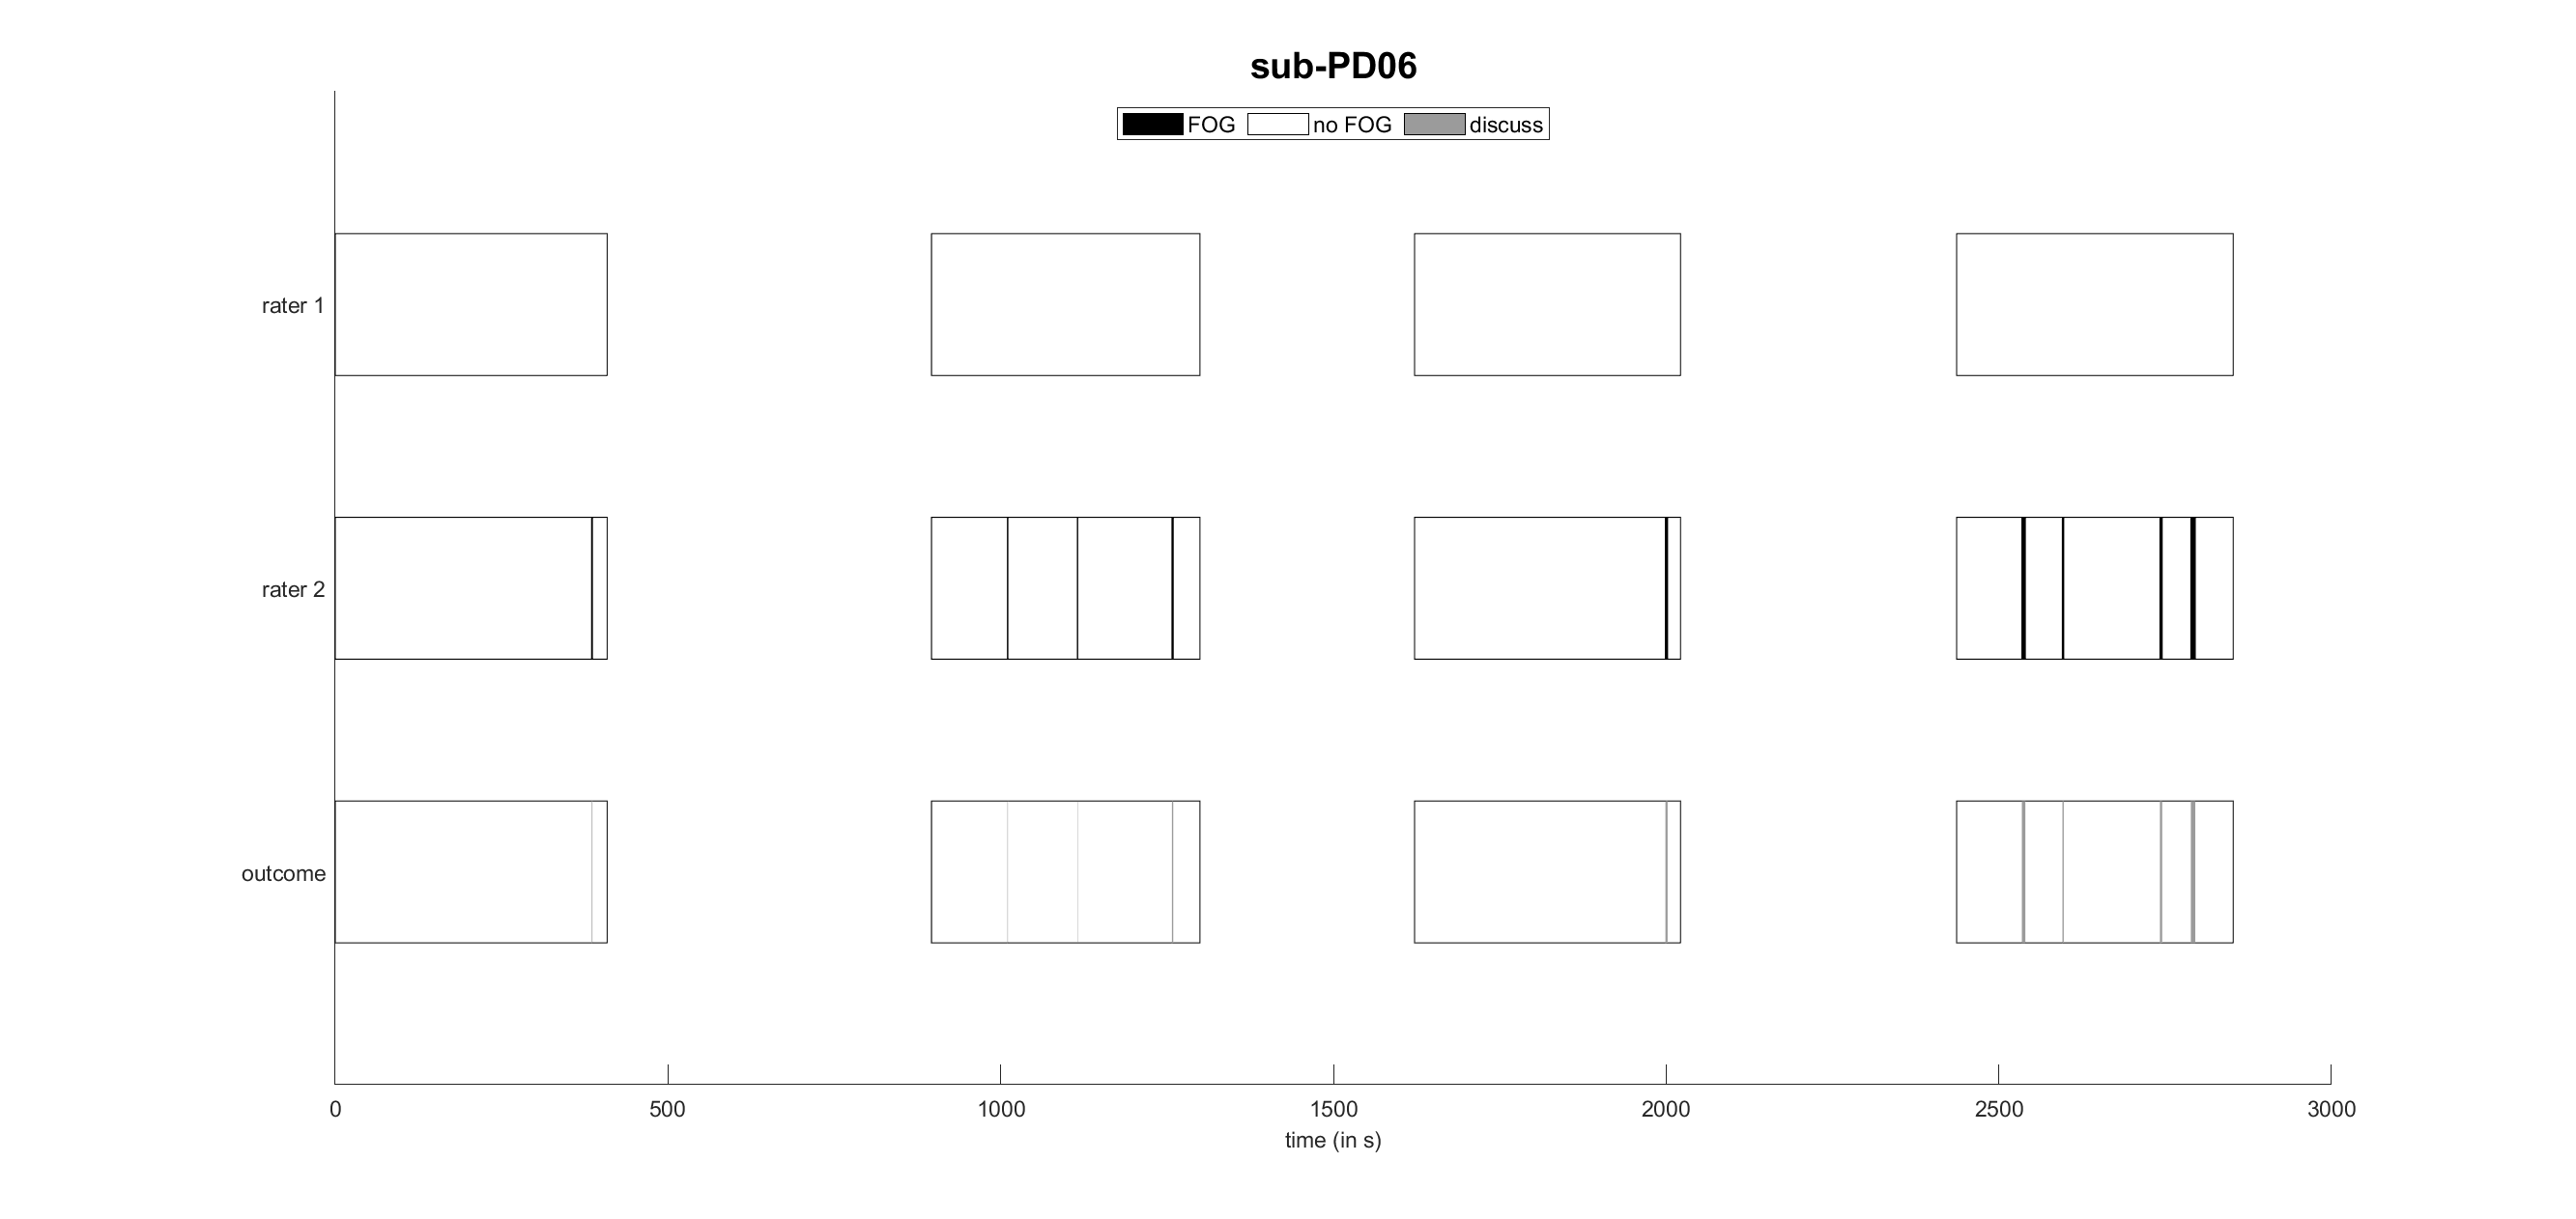 sub-PD06
FOG no FOG discuss
rater 1
rater 2
outcome
0 500 1000 1500 2000 2500 3000
time (in s)